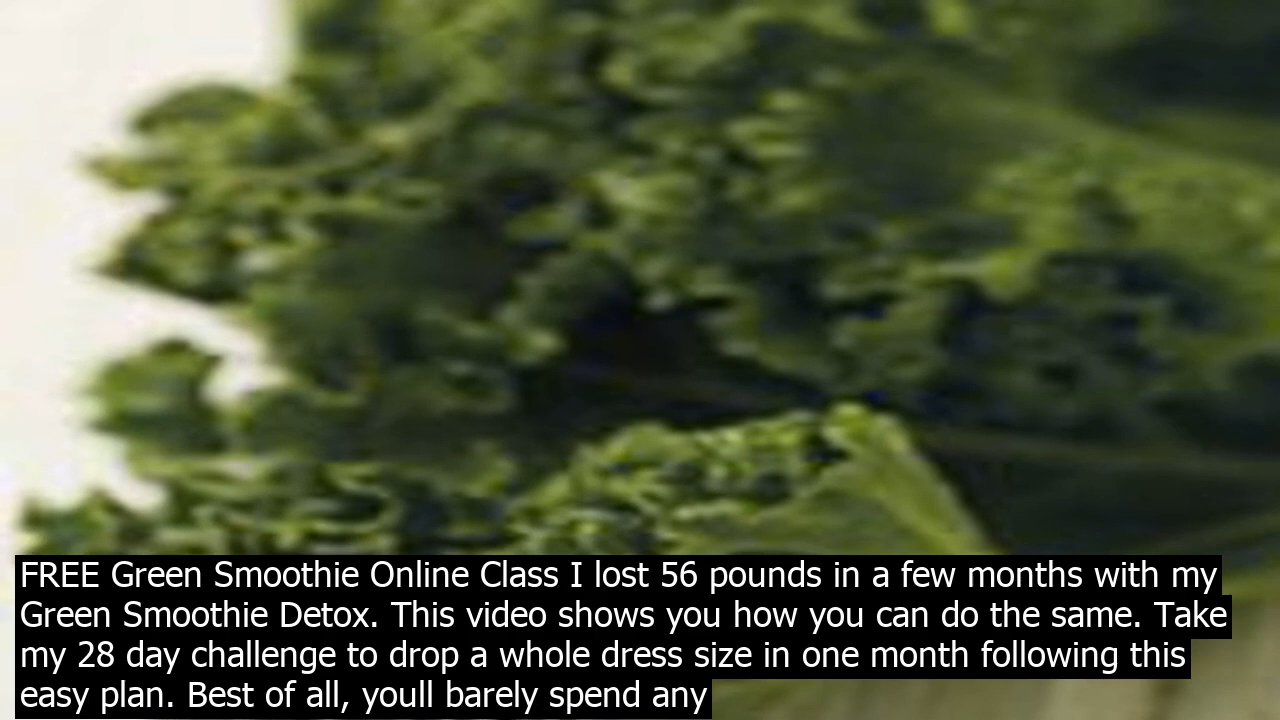 FREE Green Smoothie Online Class I lost 56 pounds in a few months with my
Green Smoothie Detox. This video shows you how you can do the same. Take
my 28 day challenge to drop a whole dress size in one month following this
easy plan. Best of all, youll barely spend any